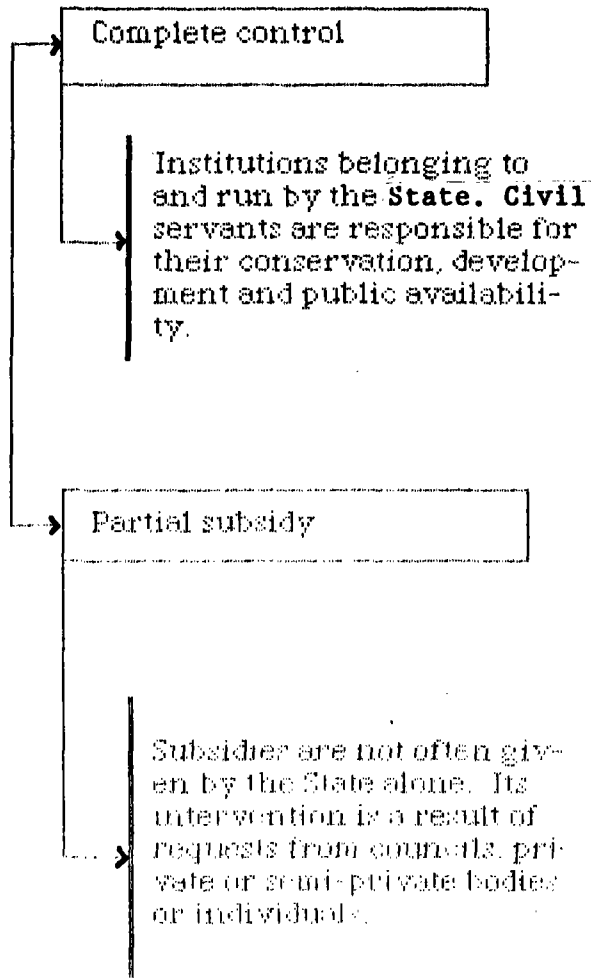 Complete control
Institutions belonging to
and run by the State. Civil
servants are responsible for
their conservation, develop-
ment and public availabili-
ty.
Partial subsidy
Subsidies are not often giv-
en by the State alone. Its
intervention is a result of
requests from councils, pri-
vate or semi-private bodies
or individuals.